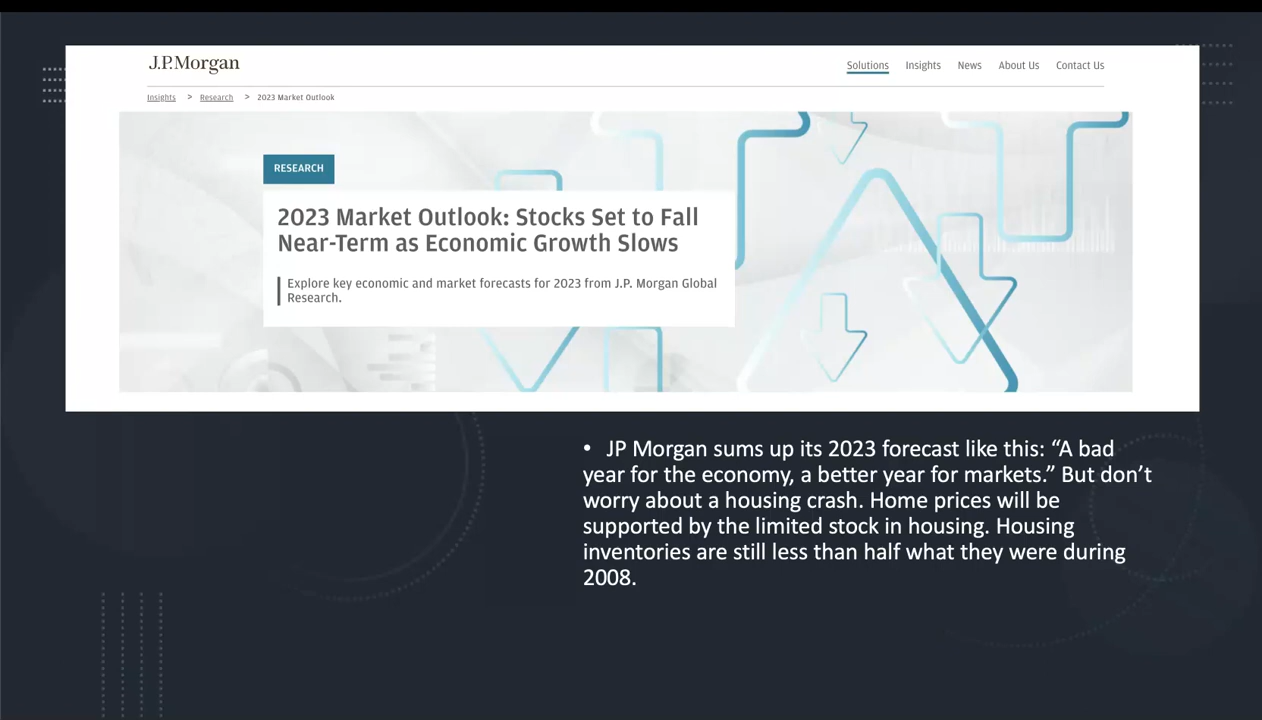 J.P.Morgan
Solutions Insights News About Us Contact Us
Insights > Research > 2023 Market Outlook
RESEARCH
2023 Market Outlook: Stocks Set to Fall
Near-Term as Economic Growth Slows
Explore key economic and market forecasts for 2023 from J.P. Morgan Global
Research.
• JP Morgan sums up its 2023 forecast like this: “A bad
year for the economy, a better year for markets.” But don’t
worry about a housing crash. Home prices will be
supported by the limited stock in housing. Housing
inventories are still less than half what they were during
2008.